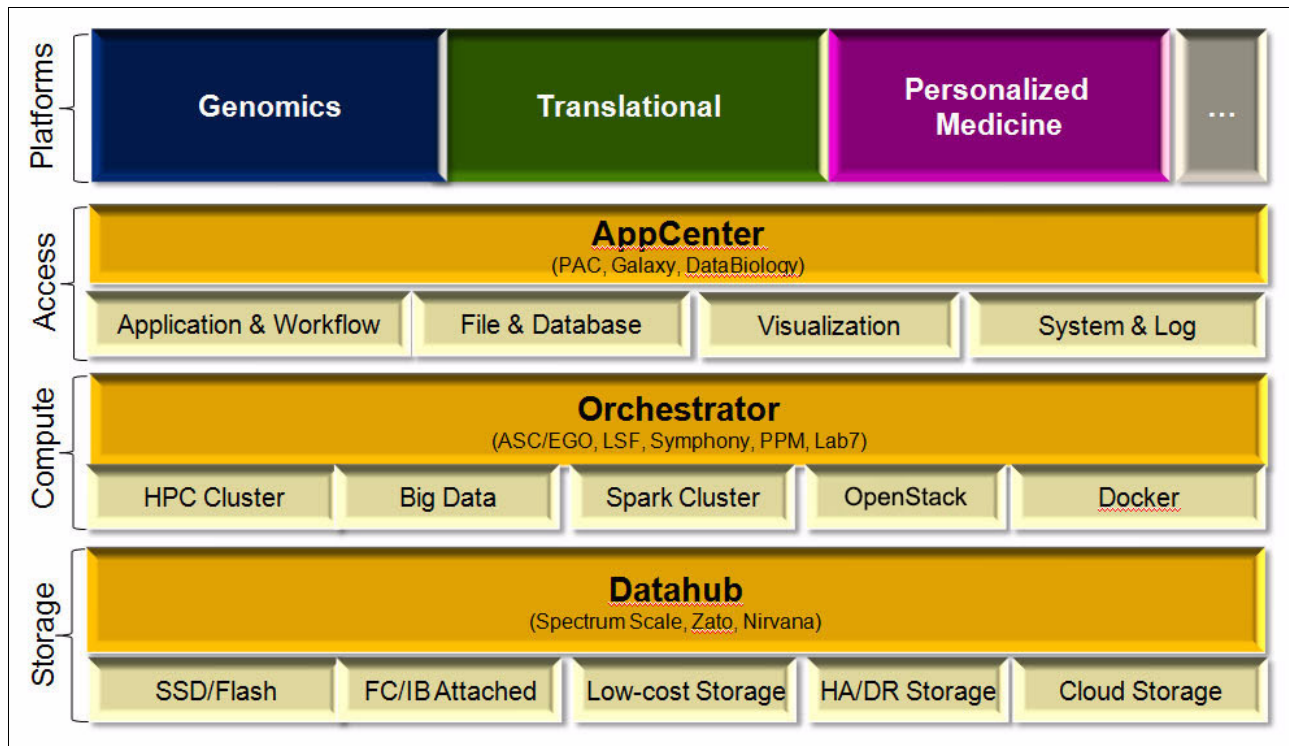 Platforms
Genomics
Translational
Personalized
Medicine
...
Access
AppCenter
(PAC, Galaxy, DataBiology)
Application & Workflow
File & Database
Visualization
System & Log
Compute
Orchestrator
(ASC/EGO, LSF, Symphony, PPM, Lab7)
HPC Cluster
Big Data
Spark Cluster
OpenStack
Docker
Storage
Datahub
(Spectrum Scale, Zato, Nirvana)
SSD/Flash
FC/IB Attached
Low-cost Storage
HA/DR Storage
Cloud Storage